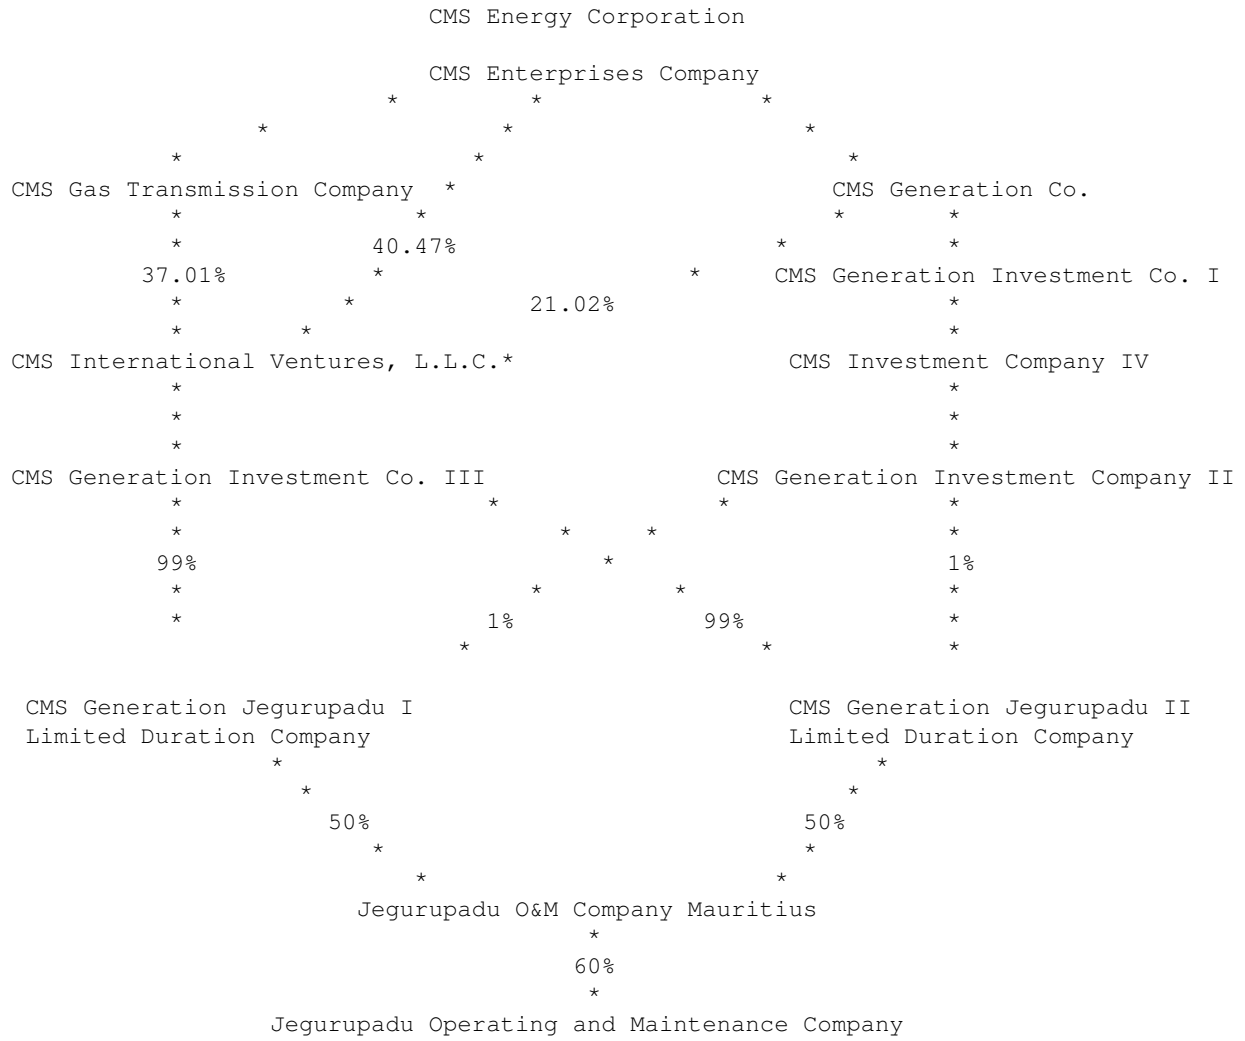 CMS Energy Corporation
CMS Enterprises Company
* * *
* * *
* * *
CMS Gas Transmission Company * CMS Generation Co.
* * * *
* 40.47% * *
37.01% * * CMS Generation Investment Co. I
* * 21.02% *
* * *
CMS International Ventures, L.L.C.* CMS Investment Company IV
* *
* *
* *
CMS Generation Investment Co. III CMS Generation Investment Company II
* * * *
* * * *
99% * 1%
* * * *
* 1% 99% *
* * *
CMS Generation Jegurupadu I CMS Generation Jegurupadu II
Limited Duration Company Limited Duration Company
* *
* *
50% 50%
* *
* *
Jegurupadu O&M Company Mauritius
*
60%
*
Jegurupadu Operating and Maintenance Company